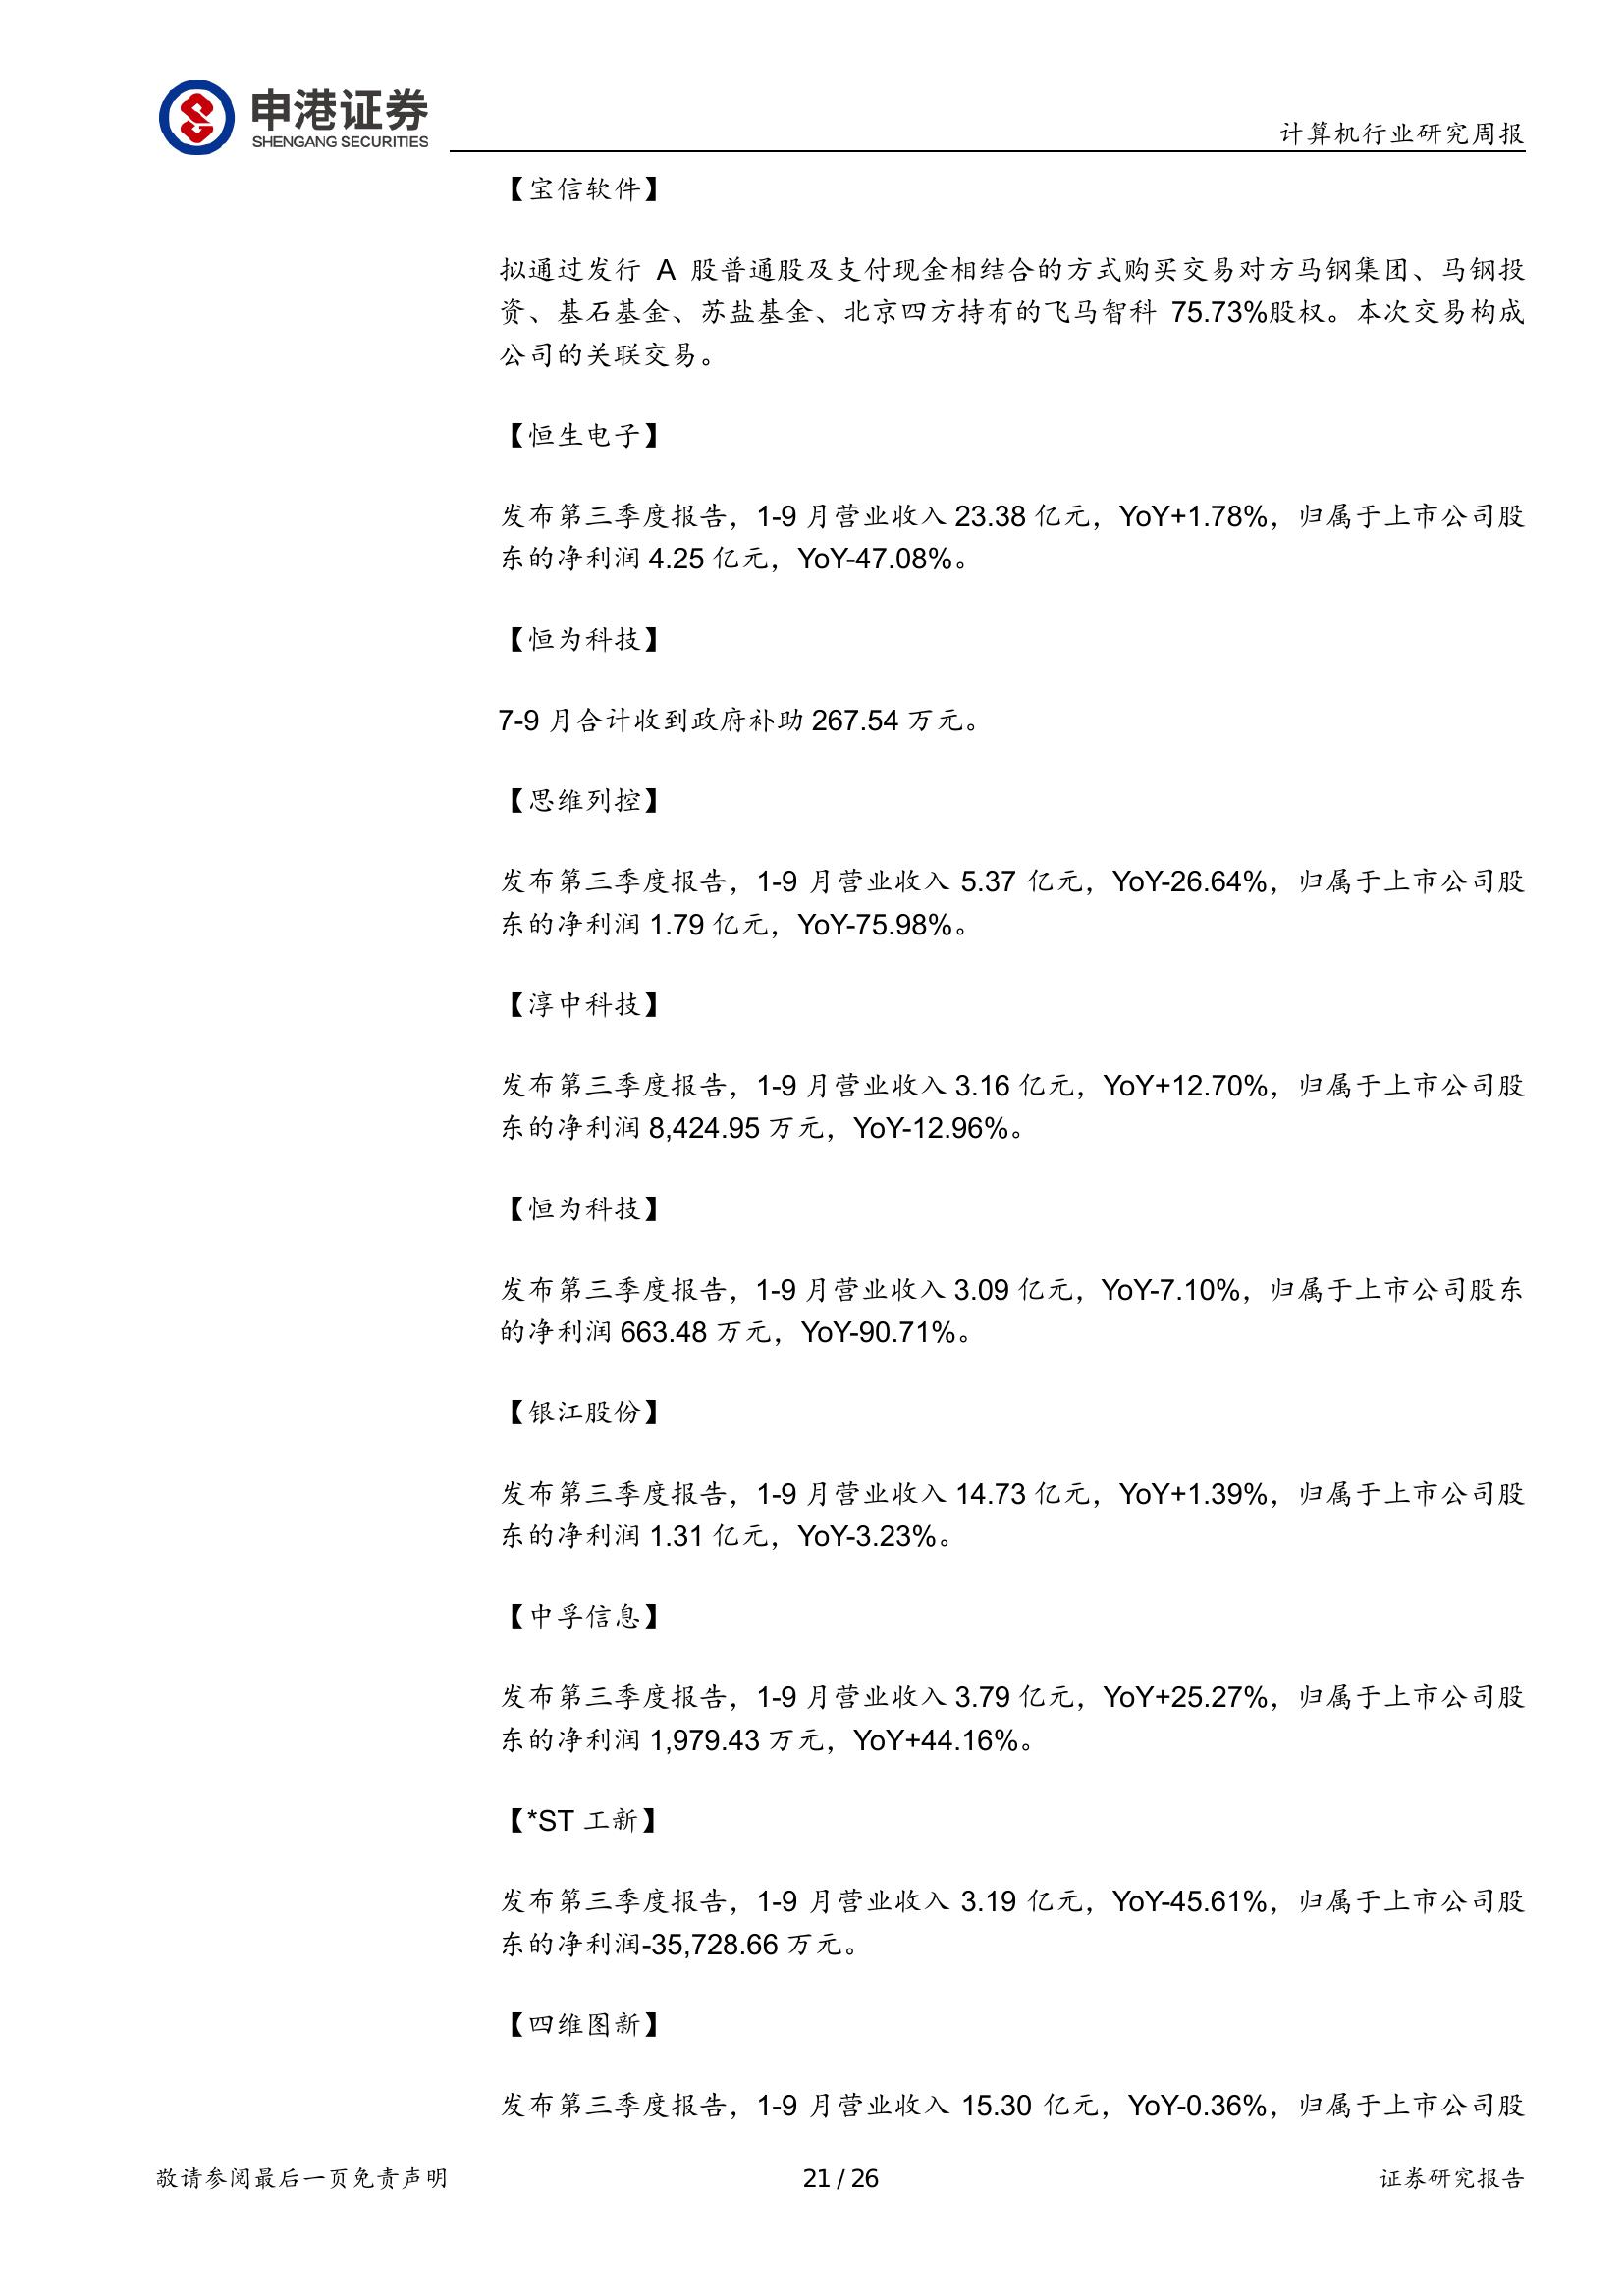 申港证券
SHENGANG SECURITIES
计算机行业研究周报
【宝信软件】
拟通过发行 A 股普通股及支付现金相结合的方式购买交易对方马钢集团、马钢投
资、基石基金、苏盐基金、北京四方持有的飞马智科 75.73%股权。本次交易构成
公司的关联交易。
【恒生电子】
发布第三季度报告，1-9 月营业收入 23.38 亿元，YoY+1.78%，归属于上市公司股
东的净利润 4.25 亿元，YoY-47.08%。
【恒为科技】
7-9 月合计收到政府补助 267.54 万元。
【思维列控】
发布第三季度报告，1-9 月营业收入 5.37 亿元，YoY-26.64%，归属于上市公司股
东的净利润 1.79 亿元，YoY-75.98%。
【淳中科技】
发布第三季度报告，1-9 月营业收入 3.16 亿元，YoY+12.70%，归属于上市公司股
东的净利润 8,424.95 万元，YoY-12.96%。
【恒为科技】
发布第三季度报告，1-9 月营业收入 3.09 亿元，YoY-7.10%，归属于上市公司股东
的净利润 663.48 万元，YoY-90.71%。
【银江股份】
发布第三季度报告，1-9 月营业收入 14.73 亿元，YoY+1.39%，归属于上市公司股
东的净利润 1.31 亿元，YoY-3.23%。
【中孚信息】
发布第三季度报告，1-9 月营业收入 3.79 亿元，YoY+25.27%，归属于上市公司股
东的净利润 1,979.43 万元，YoY+44.16%。
【*ST 工新】
发布第三季度报告，1-9 月营业收入 3.19 亿元，YoY-45.61%，归属于上市公司股
东的净利润-35,728.66 万元。
【四维图新】
发布第三季度报告，1-9 月营业收入 15.30 亿元，YoY-0.36%，归属于上市公司股
敬请参阅最后一页免责声明
21 / 26
证券研究报告